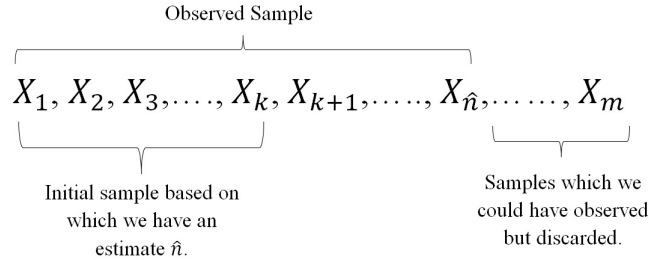 Observed Sample
X₁, X₂, X₃,...., Xₖ, Xₖ₊₁,....., X_n̂,... ..., Xₘ
Initial sample based on
which we have an
estimate n̂.
Samples which we
could have observed
but discarded.